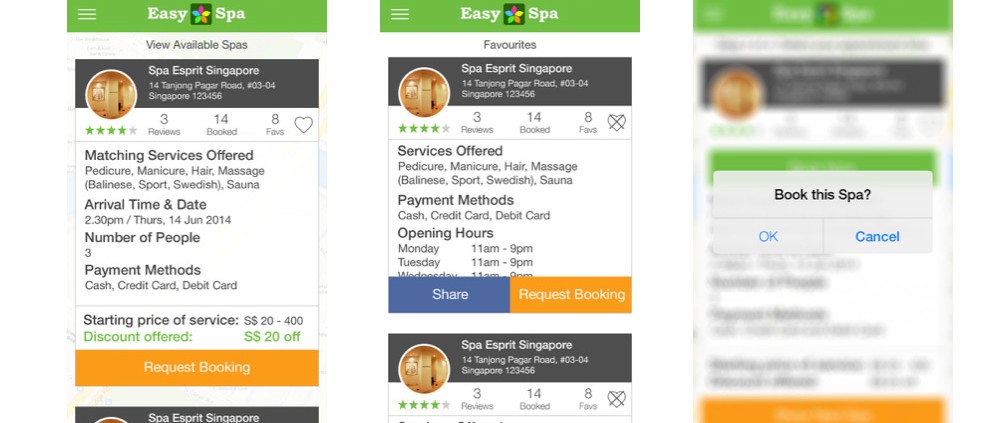 Easy Spa
View Available Spas
Spa Esprit Singapore
14 Tanjong Pagar Road, #03-04
Singapore 123456
3 14 8
Reviews Booked Favs
Matching Services Offered
Pedicure, Manicure, Hair, Massage
(Balinese, Sport, Swedish), Sauna
Arrival Time & Date
2.30pm / Thurs, 14 Jun 2014
Number of People
3
Payment Methods
Cash, Credit Card, Debit Card
Starting price of service: S$ 20 - 400
Discount offered: S$ 20 off
Request Booking
Spa Esprit Singapore
Easy Spa
Favourites
Spa Esprit Singapore
14 Tanjong Pagar Road, #03-04
Singapore 123456
3 14 8
Reviews Booked Favs
Services Offered
Pedicure, Manicure, Hair, Massage
(Balinese, Sport, Swedish), Sauna
Payment Methods
Cash, Credit Card, Debit Card
Opening Hours
Monday 11am - 9pm
Tuesday 11am - 9pm
Wednesday 11am - 9pm
Share Request Booking
Spa Esprit Singapore
14 Tanjong Pagar Road, #03-04
Singapore 123456
3 14 8
Reviews Booked Favs
Book this Spa?
OK Cancel